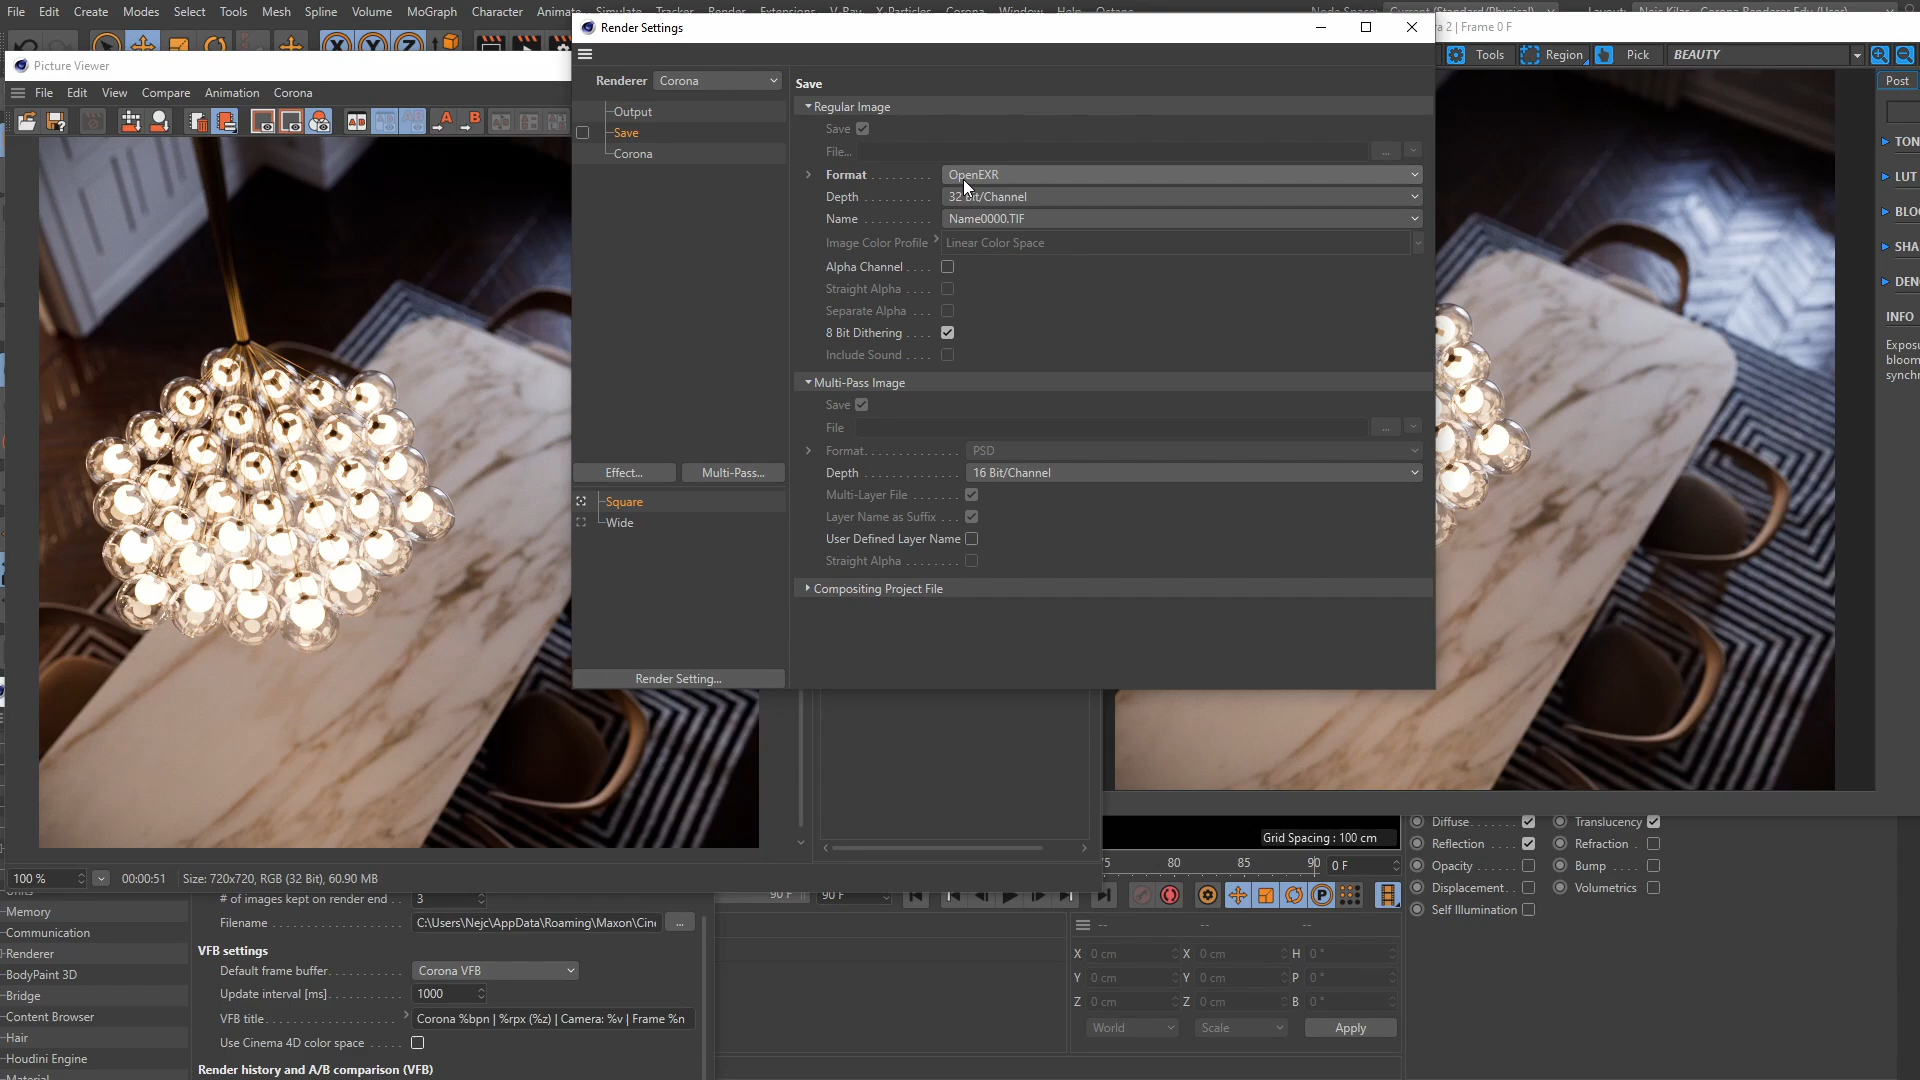 File Edit Create Modes Select Tools Mesh Spline Volume MoGraph Character
Render Settings
a 2 | Frame 0 F
Picture Viewer
Tools Region Pick BEAUTY
File Edit View Compare Animation Corona
Renderer Corona
Save
Post
Output
Save
Corona
Regular Image
Save
File... ...
Format OpenEXR
Depth 32 Bit/Channel
Name Name0000.TIF
Image Color Profile Linear Color Space
Alpha Channel
Straight Alpha
Separate Alpha
8 Bit Dithering
Include Sound
TON
LUT
BLOO
SHA
DENO
INFO
Exposu
bloom
synchr
Multi-Pass Image
Save
File ...
Format PSD
Depth 16 Bit/Channel
Multi-Layer File
Layer Name as Suffix
User Defined Layer Name
Straight Alpha
Compositing Project File
Effect... Multi-Pass...
Square
Wide
Render Setting...
Grid Spacing : 100 cm
75 80 85 90 0 F
100 % 00:00:51 Size: 720x720, RGB (32 Bit), 60.90 MB
90 F 90 F
Diffuse Translucency
Reflection Refraction
Opacity Bump
Displacement Volumetrics
Self Illumination
Memory
Communication
Renderer
BodyPaint 3D
Bridge
Content Browser
Hair
Houdini Engine
Material
# of images kept on render end 3
Filename C:\Users\Nejc\AppData\Roaming\Maxon\Cin ...
VFB settings
Default frame buffer Corona VFB
Update interval [ms] 1000
VFB title Corona %bpn | %rpx (%z) | Camera: %v | Frame %n
Use Cinema 4D color space
Render history and A/B comparison (VFB)
X 0 cm X 0 cm H 0 °
Y 0 cm Y 0 cm P 0 °
Z 0 cm Z 0 cm B 0 °
World Scale Apply